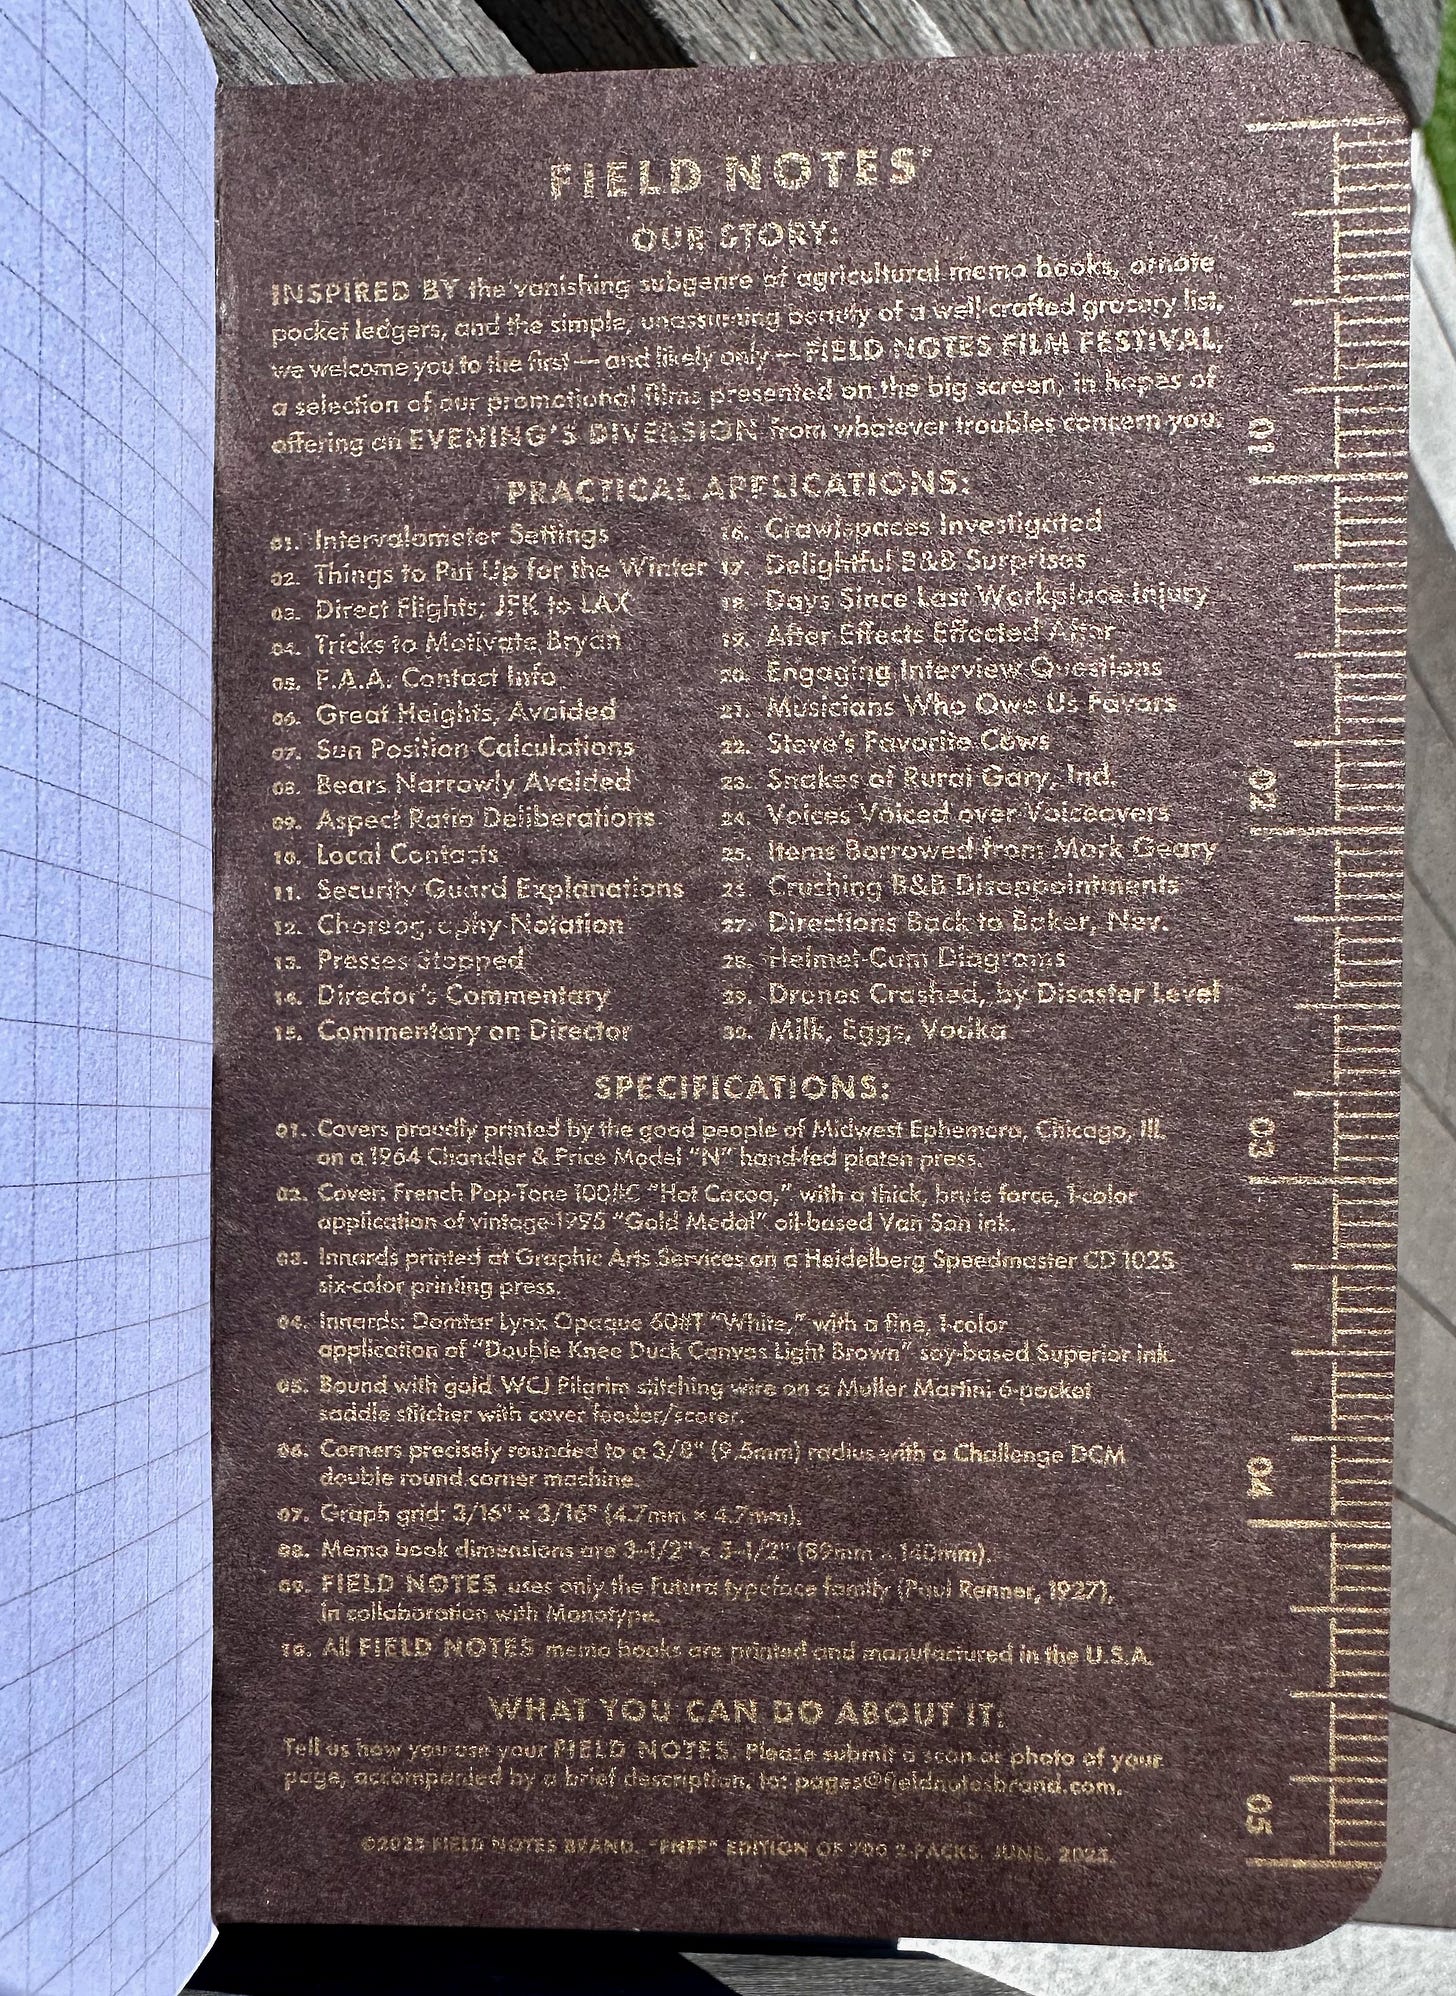 FIELD NOTES
OUR STORY:
INSPIRED BY the vanishing subgenre of agricultural memo books, ornate
pocket ledgers, and the simple, unassuming beauty of a well-crafted grocery list,
we welcome you to the first — and likely only — FIELD NOTES FILM FESTIVAL,
a selection of our promotional films presented on the big screen, in hopes of
offering an EVENING'S DIVERSION from whatever troubles concern you.
PRACTICAL APPLICATIONS:
01. Intervalometer Settings
02. Things to Put Up for the Winter
03. Direct Flights: JFK to LAX
04. Tricks to Motivate Bryan
05. F.A.A. Contact Info
06. Great Heights, Avoided
07. Sun Position Calculations
08. Bears Narrowly Avoided
09. Aspect Ratio Deliberations
10. Local Contacts
11. Security Guard Explanations
12. Choreography Notation
13. Presses Stopped
14. Director's Commentary
15. Commentary on Director
16. Crawlspaces Investigated
17. Delightful B&B Surprises
18. Days Since Last Workplace Injury
19. After Effects Effected After
20. Engaging Interview Questions
21. Musicians Who Owe Us Favors
22. Steve's Favorite Cows
23. Snakes of Rural Gary, Ind.
24. Voices Voiced over Voiceovers
25. Items Borrowed from Mark Geary
26. Crushing B&B Disappointments
27. Directions Back to Baker, Nev.
28. Helmet-Cam Diagrams
29. Drones Crashed, by Disaster Level
30. Milk, Eggs, Vodka
SPECIFICATIONS:
01. Covers proudly printed by the good people of Midwest Ephemera, Chicago, Ill.
on a 1964 Chandler & Price Model "N" hand-fed platen press.
02. Cover: French Pop-Tone 100#C "Hot Cocoa," with a thick, brute force, 1-color
application of vintage 1995 "Gold Medal" oil-based Van Son ink.
03. Innards printed at Graphic Arts Services on a Heidelberg Speedmaster CD 1025
six-color printing press.
04. Innards: Domtar Lynx Opaque 60#T "White," with a fine, 1-color
application of "Double Knee Duck Canvas Light Brown" soy-based Superior ink.
05. Bound with gold WCJ Pilgrim stitching wire on a Muller Martini 6-pocket
saddle stitcher with cover feeder/scorer.
06. Corners precisely rounded to a 3/8" (9.5mm) radius with a Challenge DCM
double round corner machine.
07. Graph grid: 3/16" × 3/16" (4.7mm × 4.7mm).
08. Memo book dimensions are 3-1/2" × 5-1/2" (89mm × 140mm).
09. FIELD NOTES uses only the Futura typeface family (Paul Renner, 1927),
in collaboration with Monotype.
10. All FIELD NOTES memo books are printed and manufactured in the U.S.A.
WHAT YOU CAN DO ABOUT IT:
Tell us how you use your FIELD NOTES. Please submit a scan or photo of your
page, accompanied by a brief description, to: pages@fieldnotesbrand.com.
FIELD NOTES BRAND. "FNFF" EDITION OF 700 2-PACKS, JUNE,
01
02
03
04
05